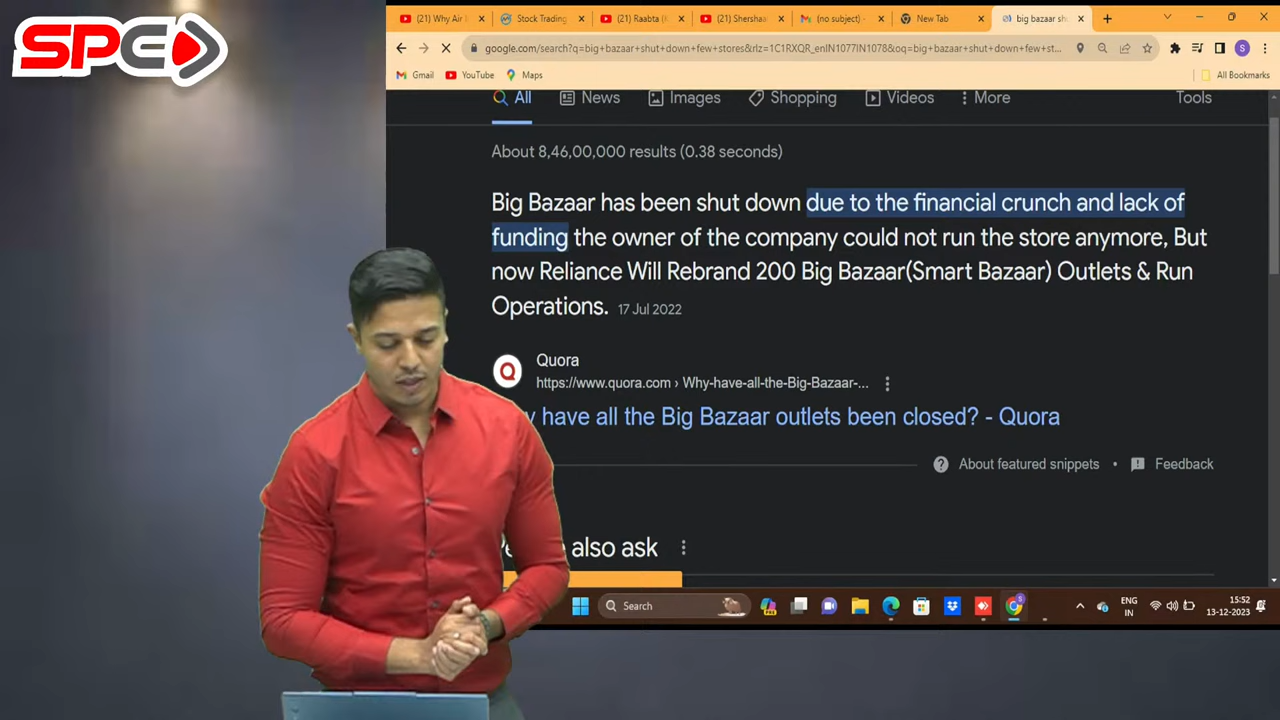 SPE
(21) Why Air I
Stock Trading
(21) Raabta (
(21) Shersha
(no subject) -
New Tab
big bazaar sh
google.com/search?q=big+bazaar+shut+down+few+stores&rlz=1C1RXQR_enIN1077IN1078&oq=big+bazaar+shut+down+few+st...
S
Gmail
YouTube
Maps
All Bookmarks
All
News
Images
Shopping
Videos
More
Tools
About 8,46,00,000 results (0.38 seconds)
Big Bazaar has been shut down due to the financial crunch and lack of
funding the owner of the company could not run the store anymore, But
now Reliance Will Rebrand 200 Big Bazaar(Smart Bazaar) Outlets & Run
Operations. 17 Jul 2022
Quora
https://www.quora.com › Why-have-all-the-Big-Bazaar-...
y have all the Big Bazaar outlets been closed? - Quora
About featured snippets • Feedback
also ask
Search
ENG
IN
15:52
13-12-2023